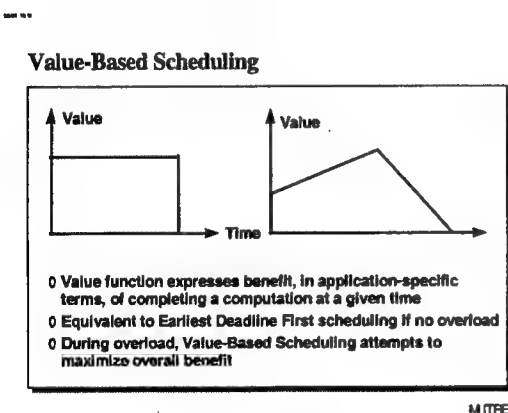 Value-Based Scheduling
Value
Value
Time
0 Value function expresses benefit, in application-specific
terms, of completing a computation at a given time
0 Equivalent to Earliest Deadline First scheduling if no overload
0 During overload, Value-Based Scheduling attempts to
maximize overall benefit
MITRE